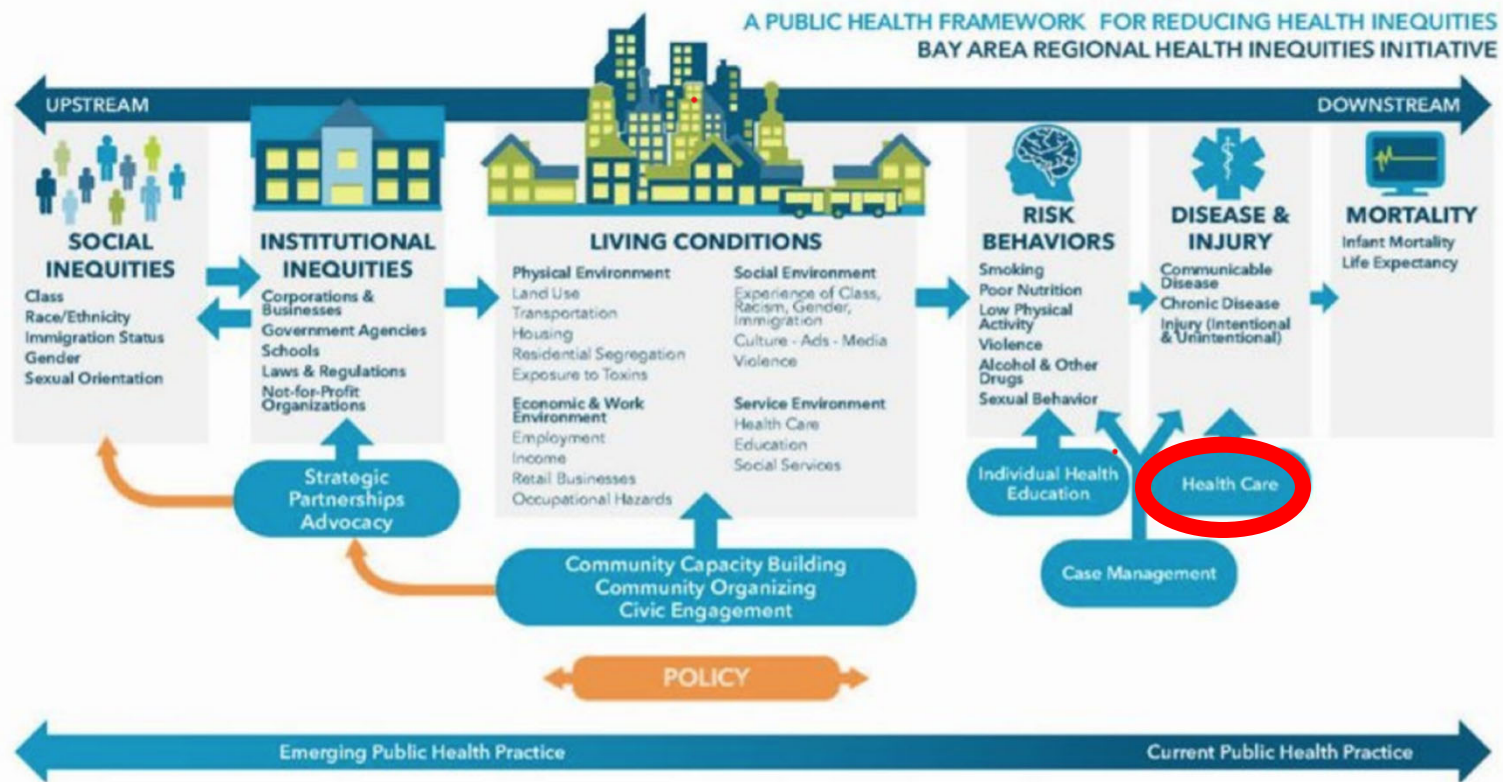 A PUBLIC HEALTH FRAMEWORK FOR REDUCING HEALTH INEQUITIES
BAY AREA REGIONAL HEALTH INEQUITIES INITIATIVE
UPSTREAM
DOWNSTREAM
SOCIAL
INEQUITIES
Class
Race/Ethnicity
Immigration Status
Gender
Sexual Orientation
INSTITUTIONAL
INEQUITIES
Corporations &
Businesses
Government Agencies
Schools
Laws & Regulations
Not-for-Profit
Organizations
LIVING CONDITIONS
Physical Environment
Land Use
Transportation
Housing
Residential Segregation
Exposure to Toxins
Economic & Work
Environment
Employment
Income
Retail Businesses
Occupational Hazards
Social Environment
Experience of Class,
Racism, Gender,
Immigration
Culture - Ads - Media
Violence
Service Environment
Health Care
Education
Social Services
RISK
BEHAVIORS
Smoking
Poor Nutrition
Low Physical
Activity
Violence
Alcohol & Other
Drugs
Sexual Behavior
DISEASE &
INJURY
Communicable
Disease
Chronic Disease
Injury (Intentional
& Unintentional)
MORTALITY
Infant Mortality
Life Expectancy
Strategic
Partnerships
Advocacy
Community Capacity Building
Community Organizing
Civic Engagement
Individual Health
Education
Health Care
Case Management
POLICY
Emerging Public Health Practice
Current Public Health Practice